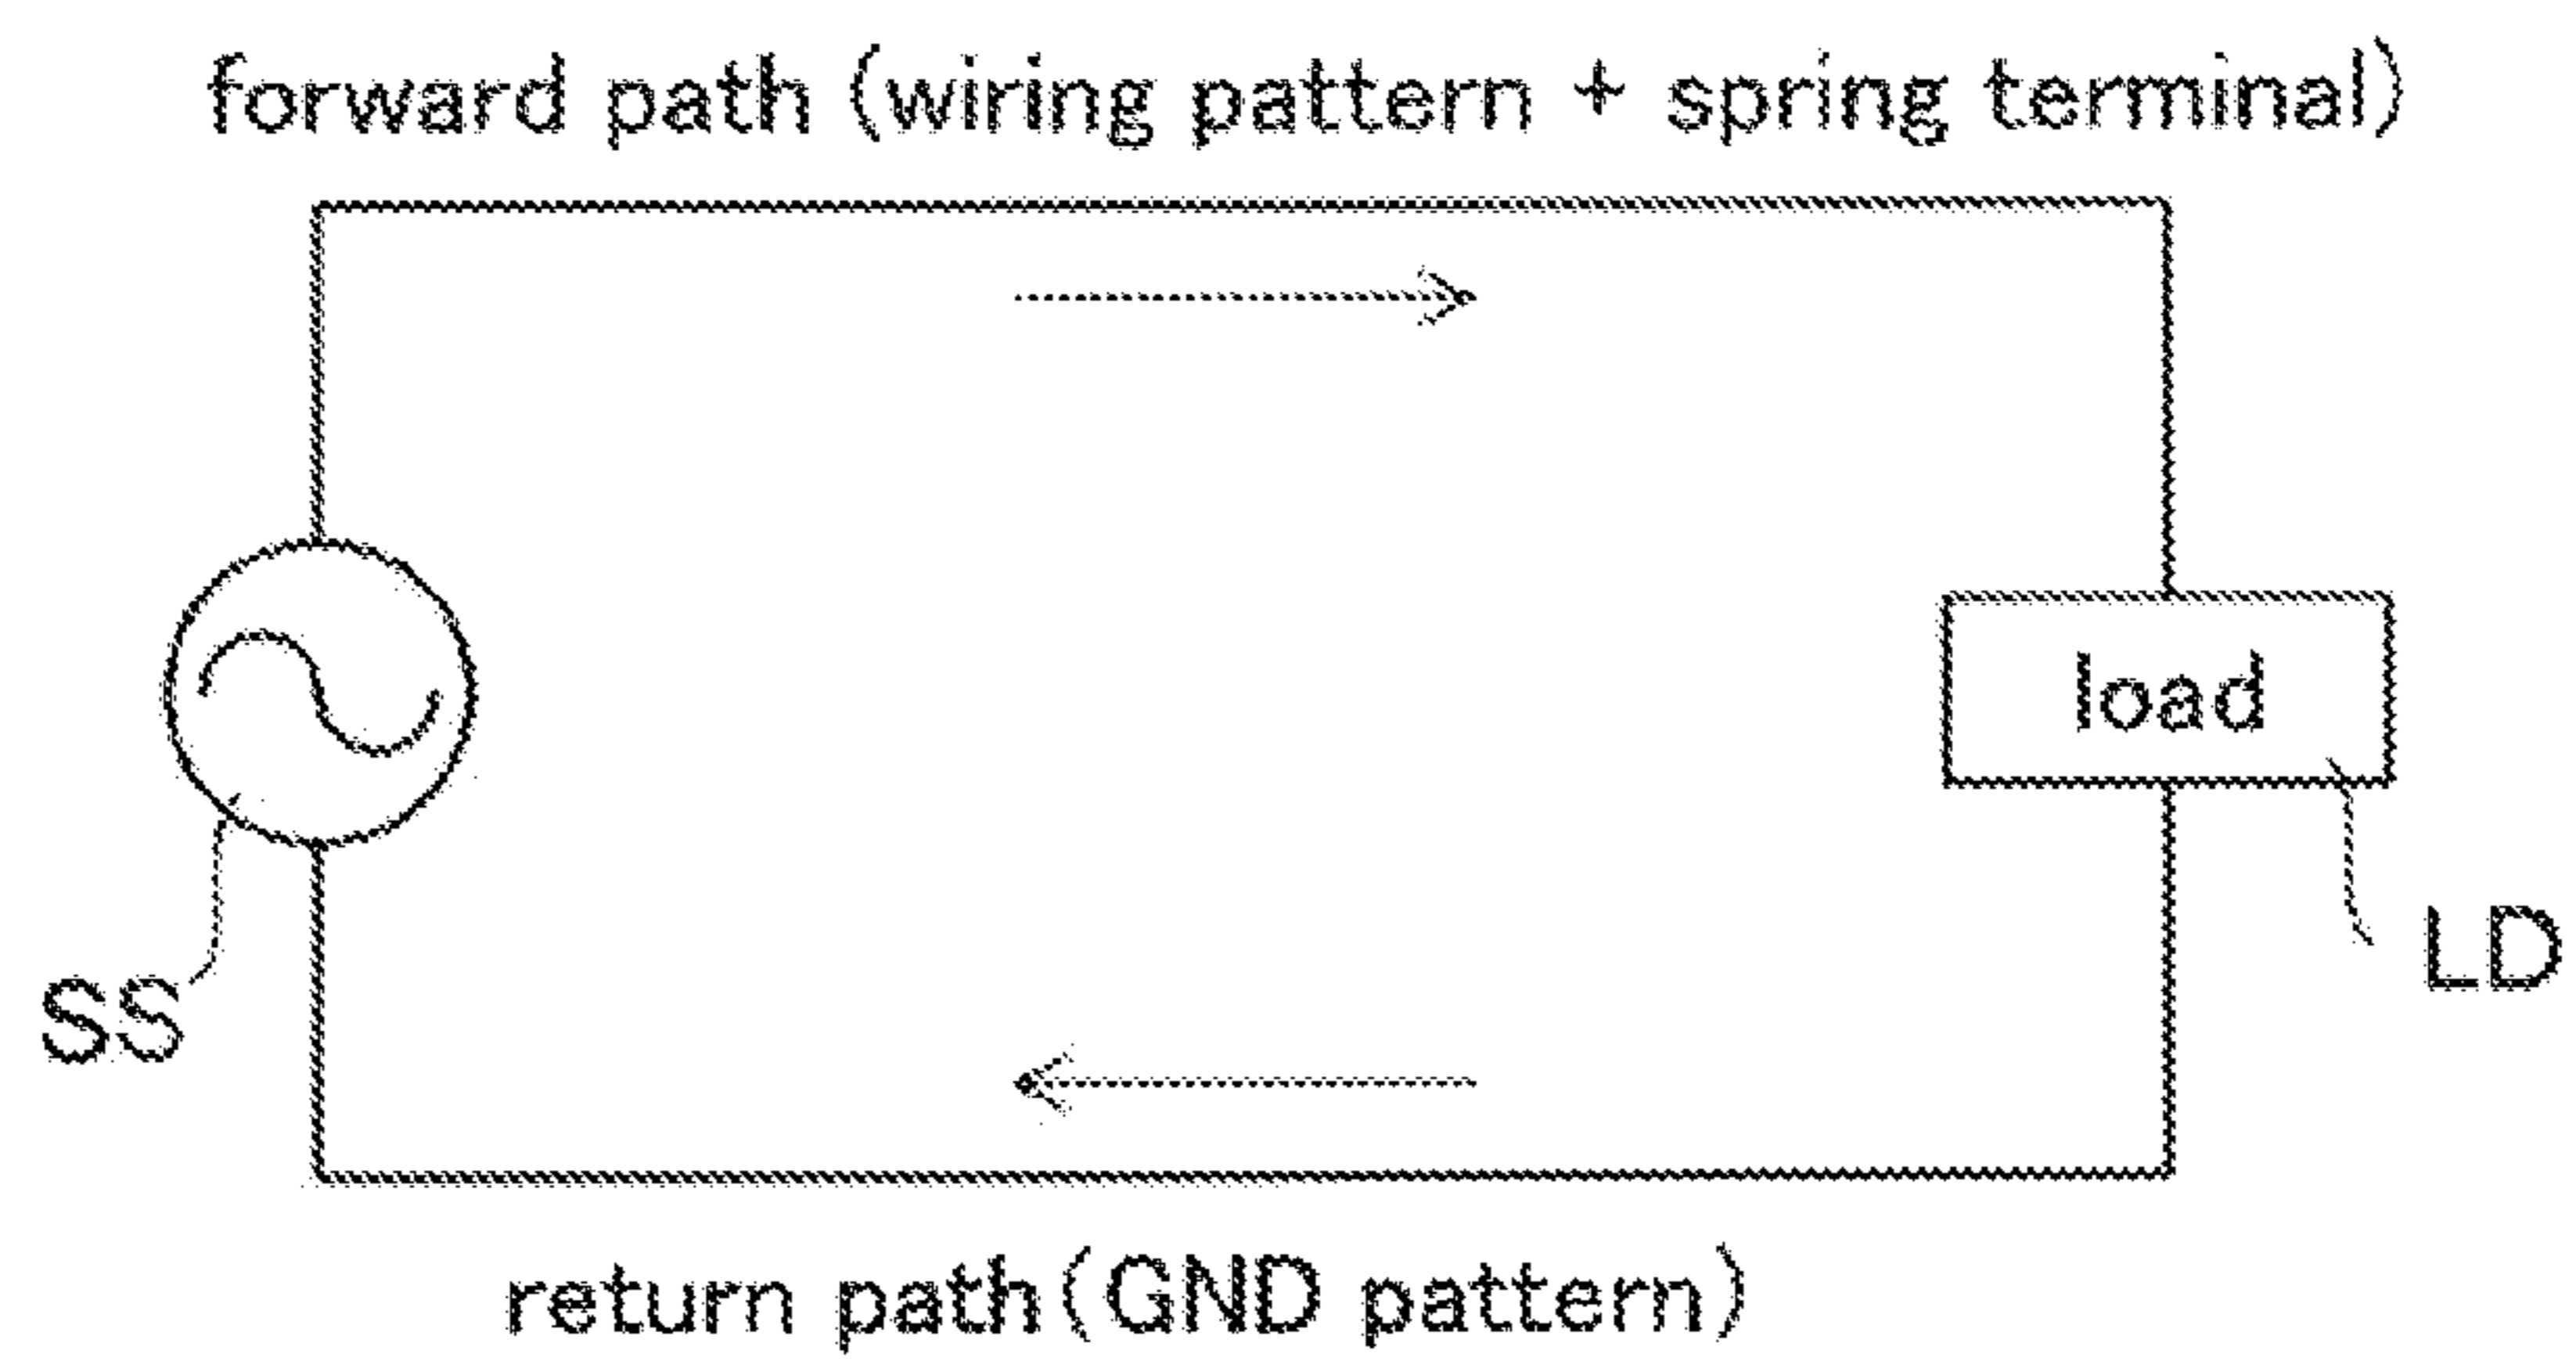 forward path (wiring pattern + spring terminal)
load
LD
SS
return path (GND pattern)